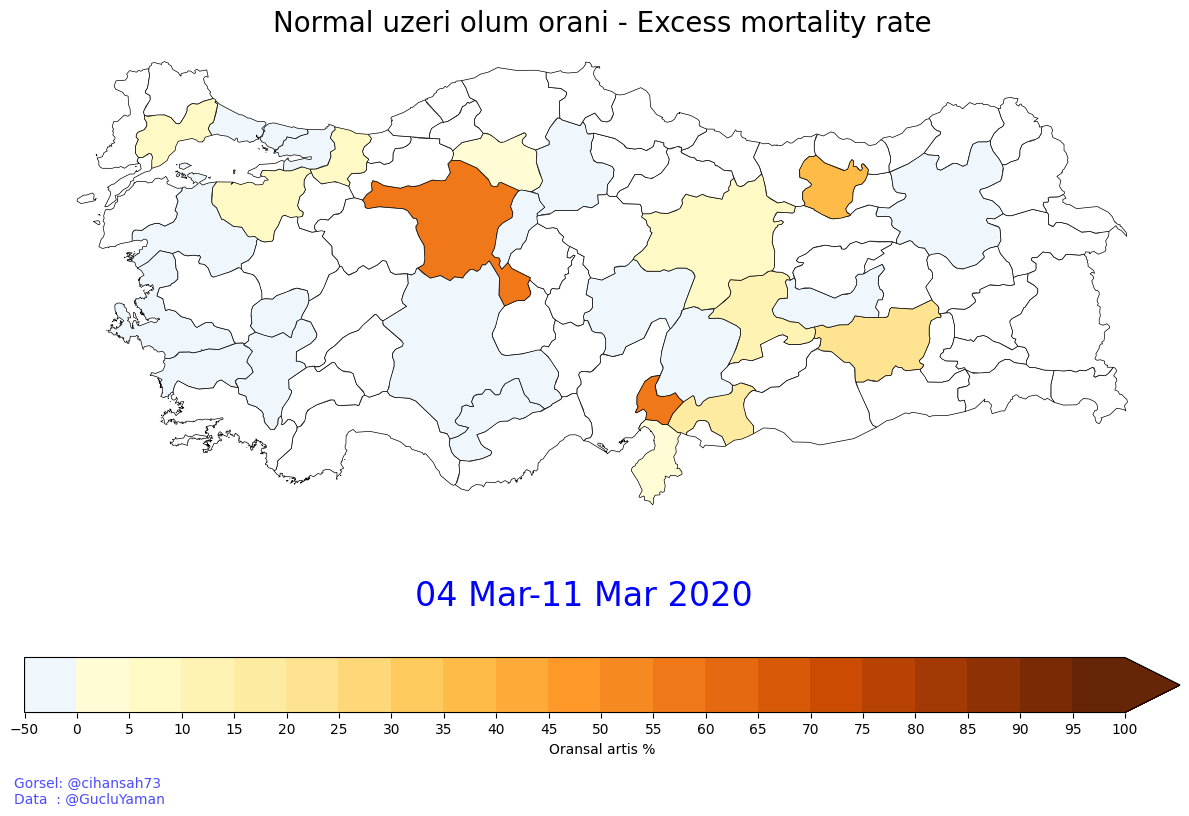 Normal uzeri olum orani - Excess mortality rate
04 Mar-11 Mar 2020
−50 0 5 10 15 20 25 30 35 40 45 50 55 60 65 70 75 80 85 90 95 100
Oransal artis %
Gorsel: @cihansah73
Data : @GucluYaman